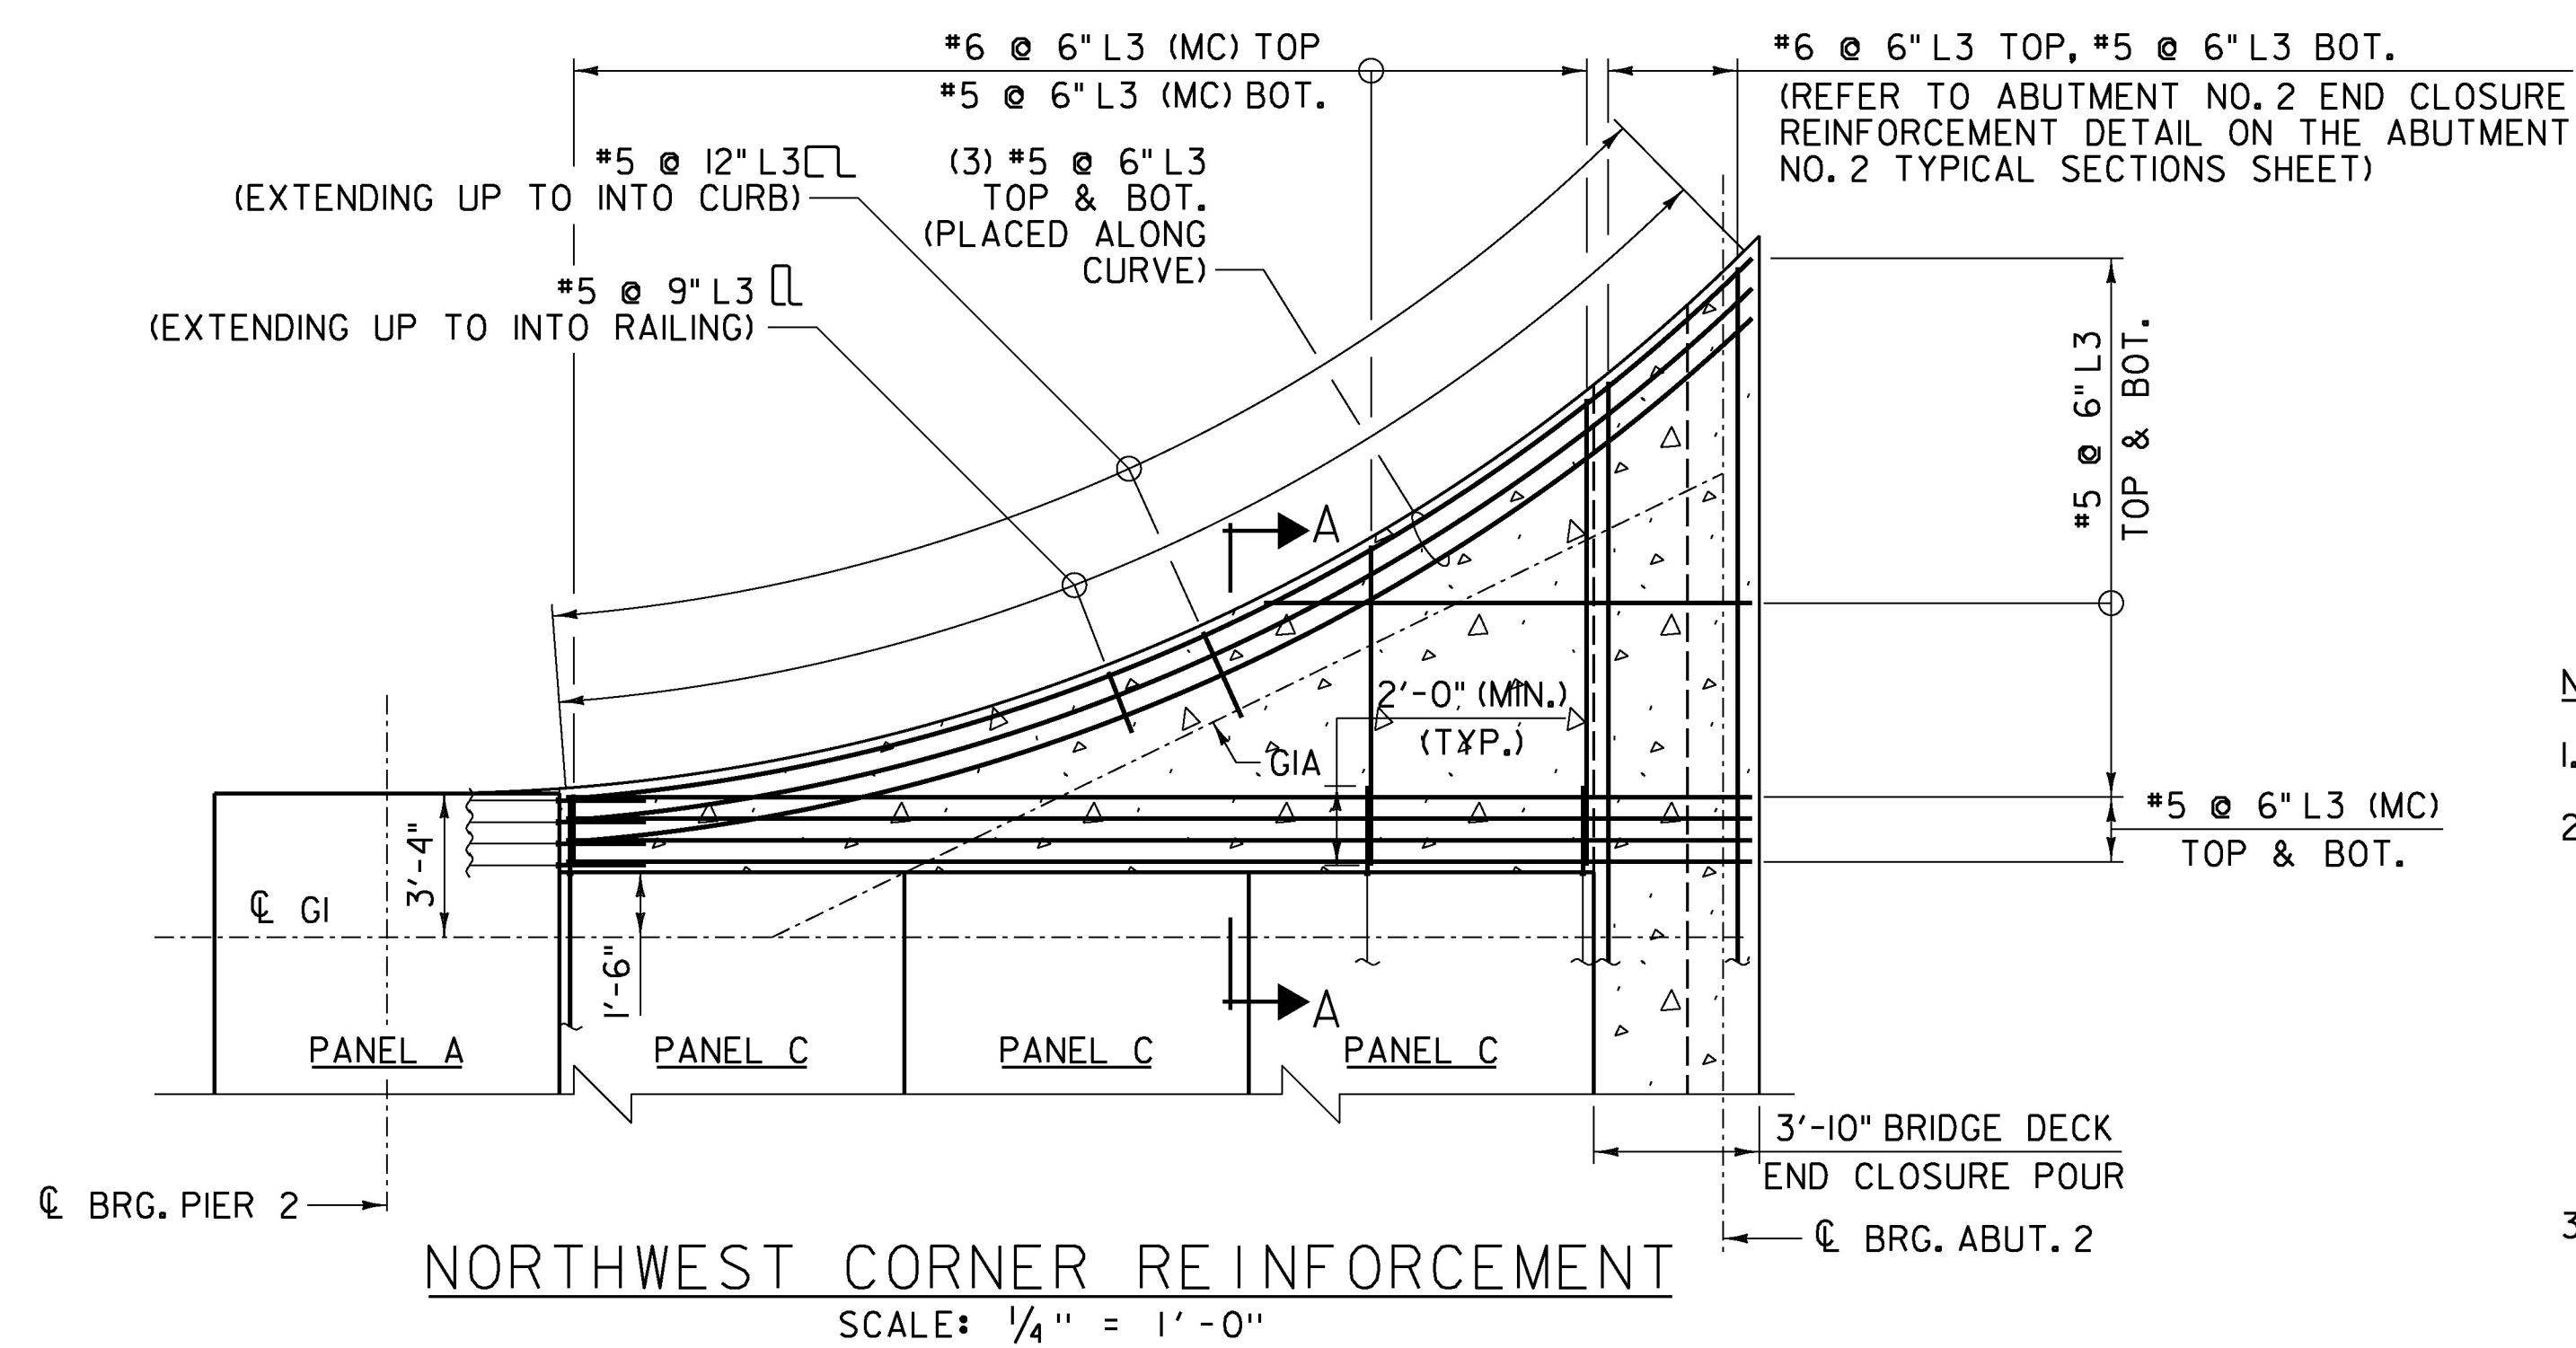 #6 @ 6" L3 (MC) TOP
#5 @ 6" L3 (MC) BOT.
#6 @ 6" L3 TOP, #5 @ 6" L3 BOT.
(REFER TO ABUTMENT NO. 2 END CLOSURE
REINFORCEMENT DETAIL ON THE ABUTMENT
NO. 2 TYPICAL SECTIONS SHEET)
#5 @ 12" L3
(EXTENDING UP TO INTO CURB)
(3) #5 @ 6" L3
TOP & BOT.
(PLACED ALONG
CURVE)
#5 @ 9" L3
(EXTENDING UP TO INTO RAILING)
#5 @ 6" L3
TOP & BOT.
A
2'-0" (MIN.)
(TYP.)
G1A
#5 @ 6" L3 (MC)
TOP & BOT.
N
1.
2
3
3'-4"
℄ G1
1'-6"
A
PANEL A
PANEL C
PANEL C
PANEL C
3'-10" BRIDGE DECK
END CLOSURE POUR
℄ BRG. PIER 2
℄ BRG. ABUT. 2
NORTHWEST CORNER REINFORCEMENT
SCALE: 1/4" = 1'-0"